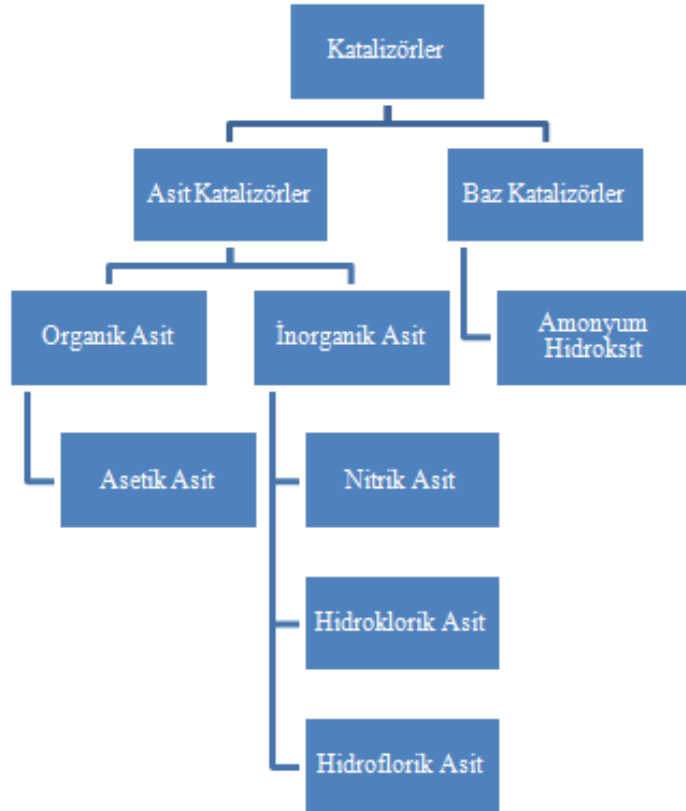 Katalizörler
Asit Katalizörler
Baz Katalizörler
Organik Asit
İnorganik Asit
Amonyum
Hidroksit
Asetik Asit
Nitrik Asit
Hidroklorik Asit
Hidroflorik Asit